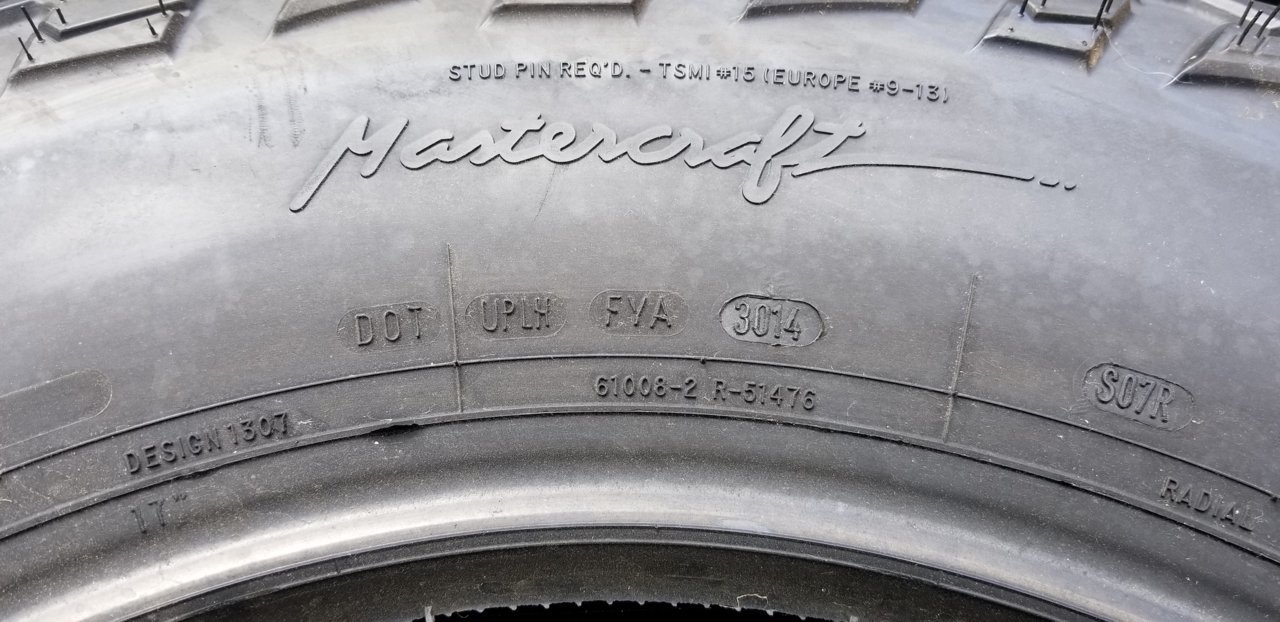 STUD PIN REQ'D. - TSMI #15 (EUROPE #9-13)
Mastercraft
DOT UPLH FYA 3014
61008-2 R-51476
S07R
DESIGN 1307
17"
RADIAL